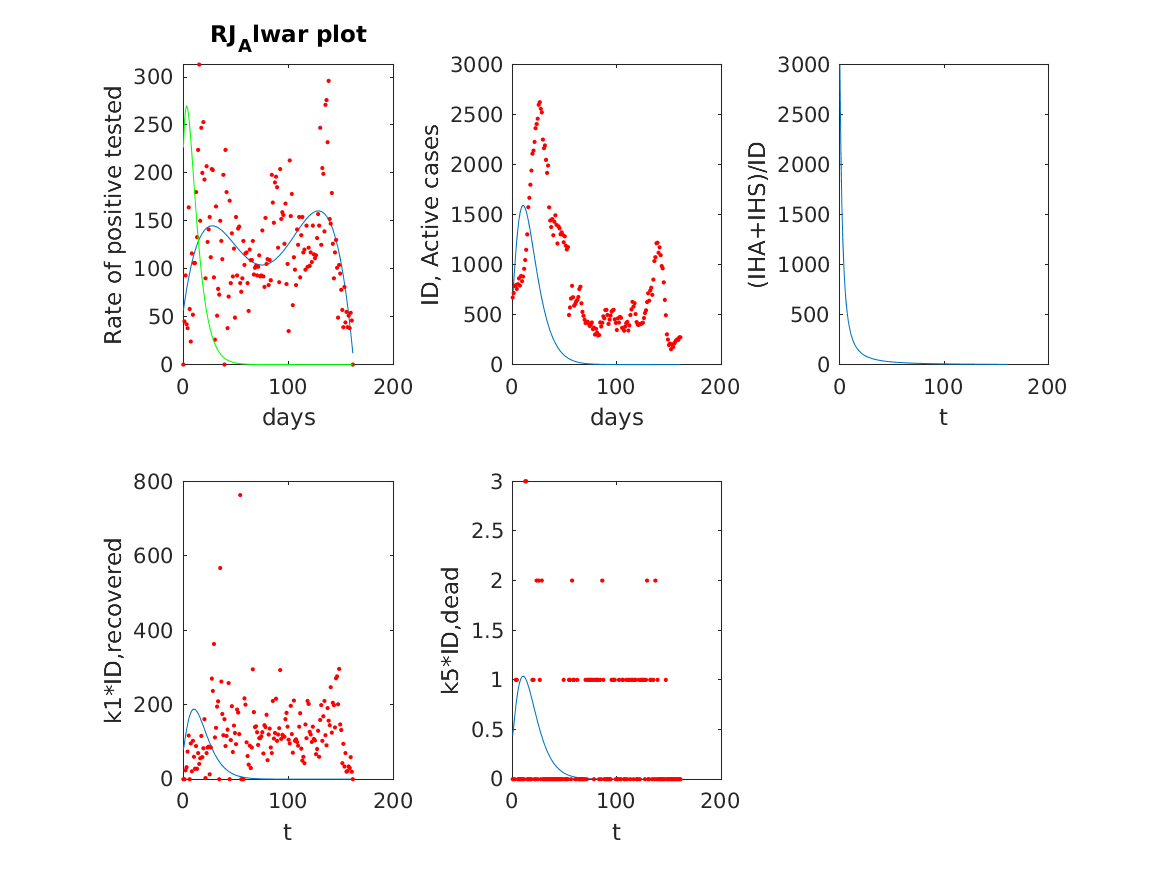 RJAlwar plot
Rate of positive tested
300
250
200
150
100
50
0
0 100 200
days
ID, Active cases
3000
2500
2000
1500
1000
500
0
0 100 200
days
(IHA+IHS)/ID
3000
2500
2000
1500
1000
500
0
0 100 200
t
k1*ID,recovered
800
600
400
200
0
0 100 200
t
k5*ID,dead
3
2.5
2
1.5
1
0.5
0
0 100 200
t